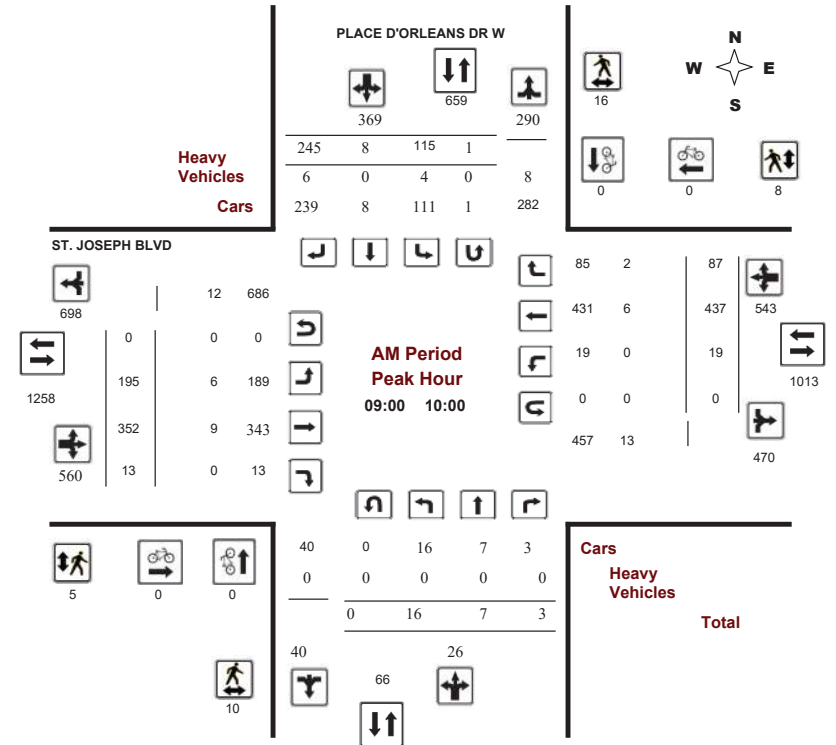 PLACE D'ORLEANS DR W
N
W E
S
659
16
369 290
245 8 115 1
Heavy
Vehicles
6 0 4 0 8
Cars
239 8 111 1 282
0 0 8
ST. JOSEPH BLVD
85 2 87
698
12 686
431 6 437 543
0 0 0
AM Period
Peak Hour
09:00 10:00
19 0 19
1258
195 6 189
1013
0 0 0
352 9 343
457 13
470
560
13 0 13
40 0 16 7 3
Cars
0 0 0 0 0
Heavy
Vehicles
5 0 0
0 16 7 3
Total
40 26
66
10